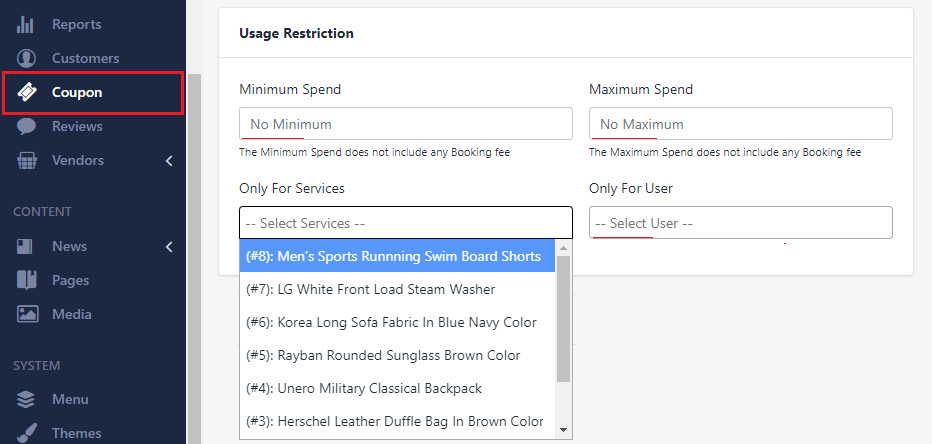 Reports
Customers
Coupon
Reviews
Vendors
CONTENT
News
Pages
Media
SYSTEM
Menu
Themes
Usage Restriction
Minimum Spend
Maximum Spend
No Minimum
No Maximum
The Minimum Spend does not include any Booking fee
The Maximum Spend does not include any Booking fee
Only For Services
Only For User
-- Select Services --
-- Select User --
(#8): Men's Sports Runnning Swim Board Shorts
(#7): LG White Front Load Steam Washer
(#6): Korea Long Sofa Fabric In Blue Navy Color
(#5): Rayban Rounded Sunglass Brown Color
(#4): Unero Military Classical Backpack
(#3): Herschel Leather Duffle Bag In Brown Color